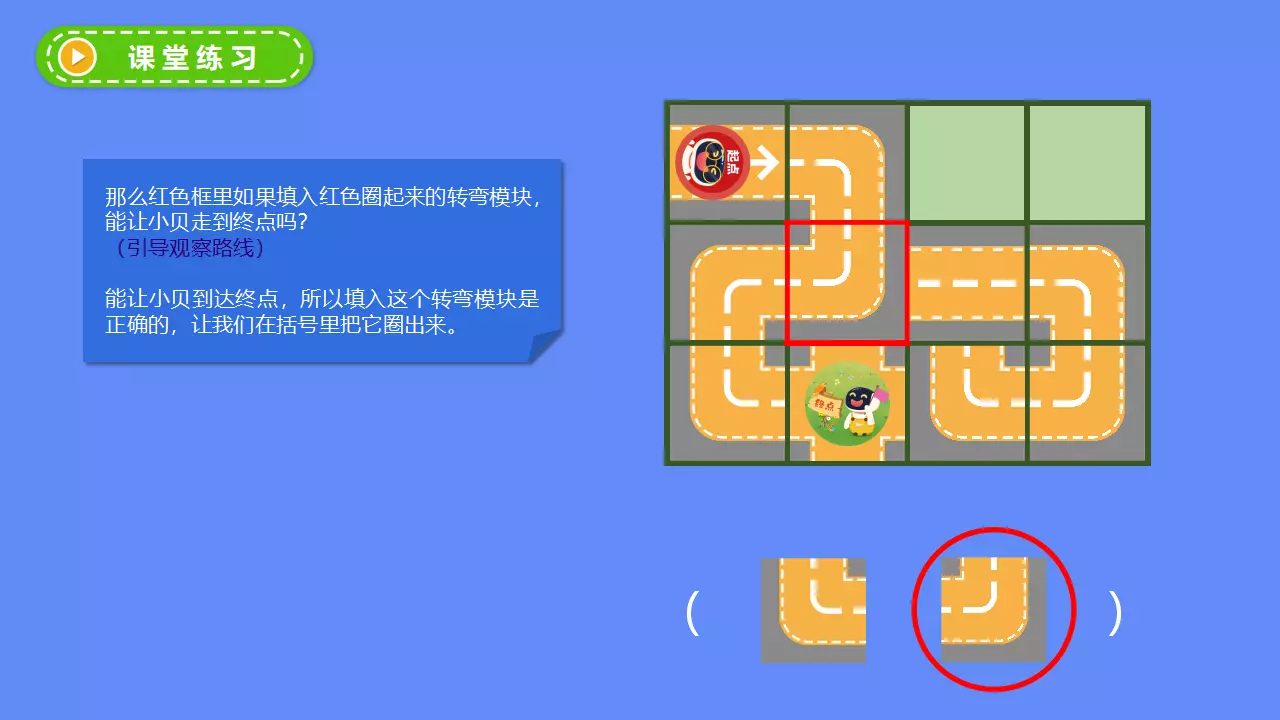 课堂练习
那么红色框里如果填入红色圈起来的转弯模块，
能让小贝走到终点吗？
（引导观察路线）
能让小贝到达终点，所以填入这个转弯模块是
正确的，让我们在括号里把它圈出来。
起点
终点
（ ）